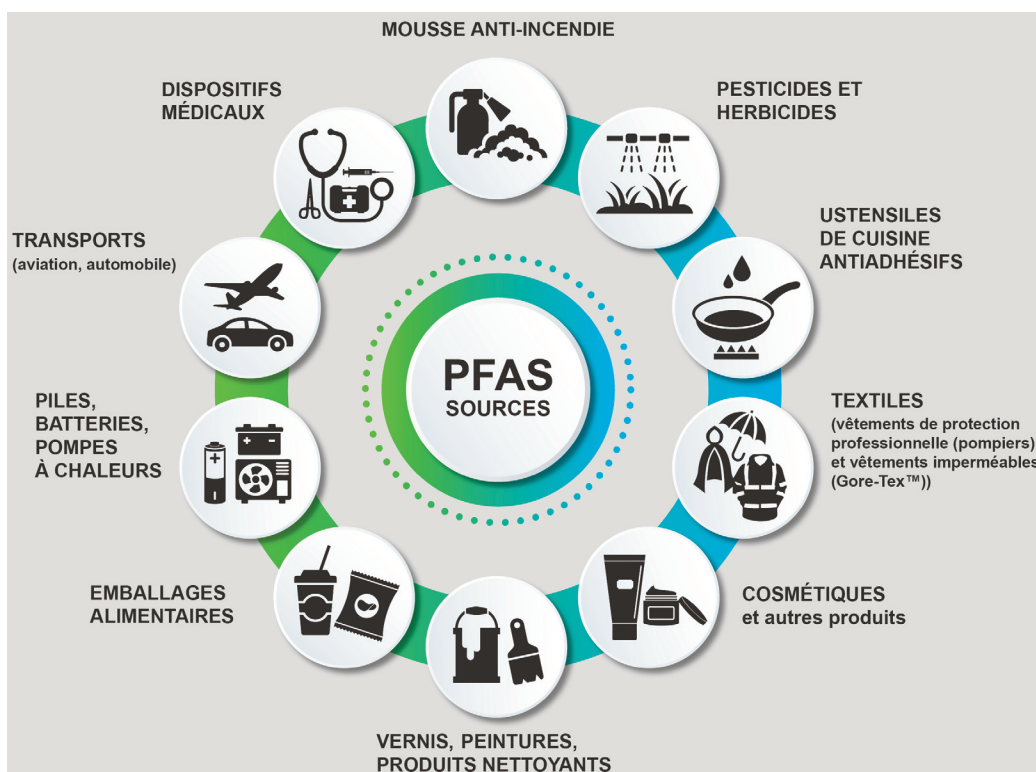 MOUSSE ANTI-INCENDIE
DISPOSITIFS
MÉDICAUX
PESTICIDES ET
HERBICIDES
TRANSPORTS
(aviation, automobile)
USTENSILES
DE CUISINE
ANTIADHÉSIFS
PFAS
SOURCES
PILES,
BATTERIES,
POMPES
À CHALEURS
TEXTILES
(vêtements de protection
professionnelle (pompiers)
et vêtements imperméables
(Gore-Tex™))
EMBALLAGES
ALIMENTAIRES
COSMÉTIQUES
et autres produits
VERNIS, PEINTURES,
PRODUITS NETTOYANTS